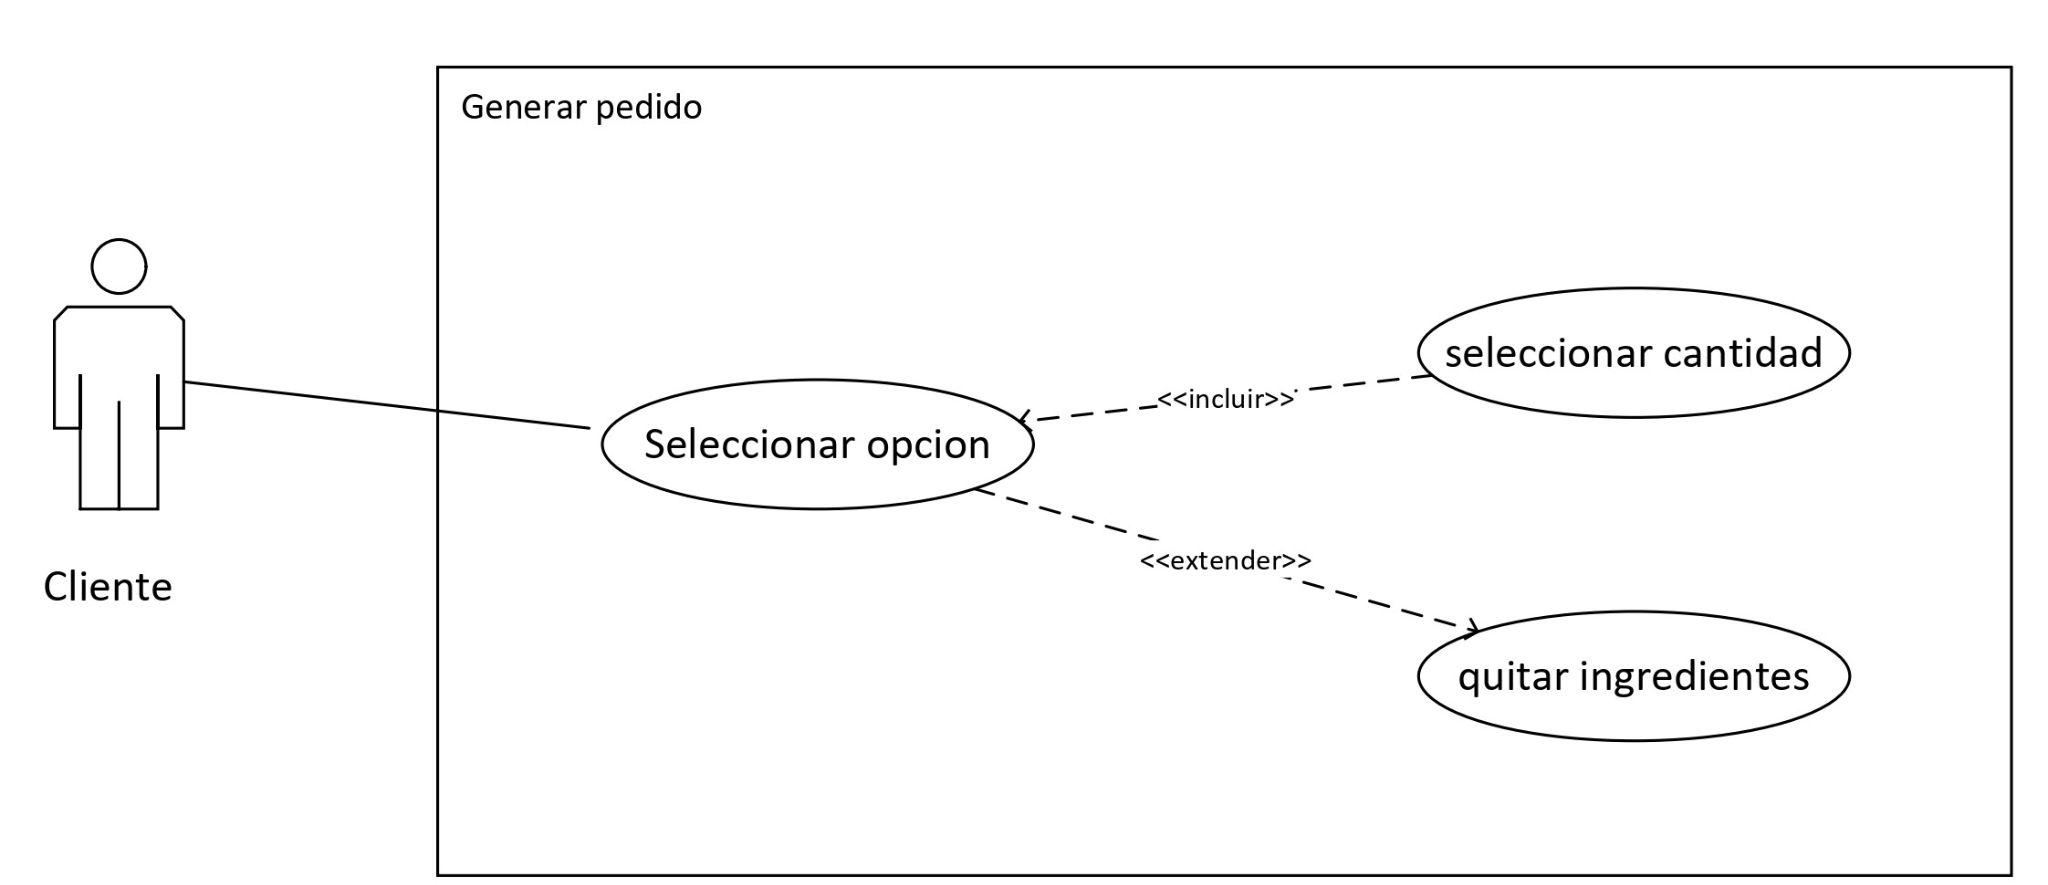 Generar pedido
seleccionar cantidad
<<incluir>>
Seleccionar opcion
<<extender>>
Cliente
quitar ingredientes